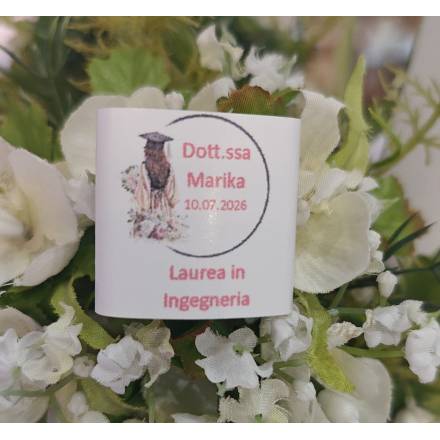 Dott.ssa
Marika
10.07.2026
Laurea in
Ingegneria